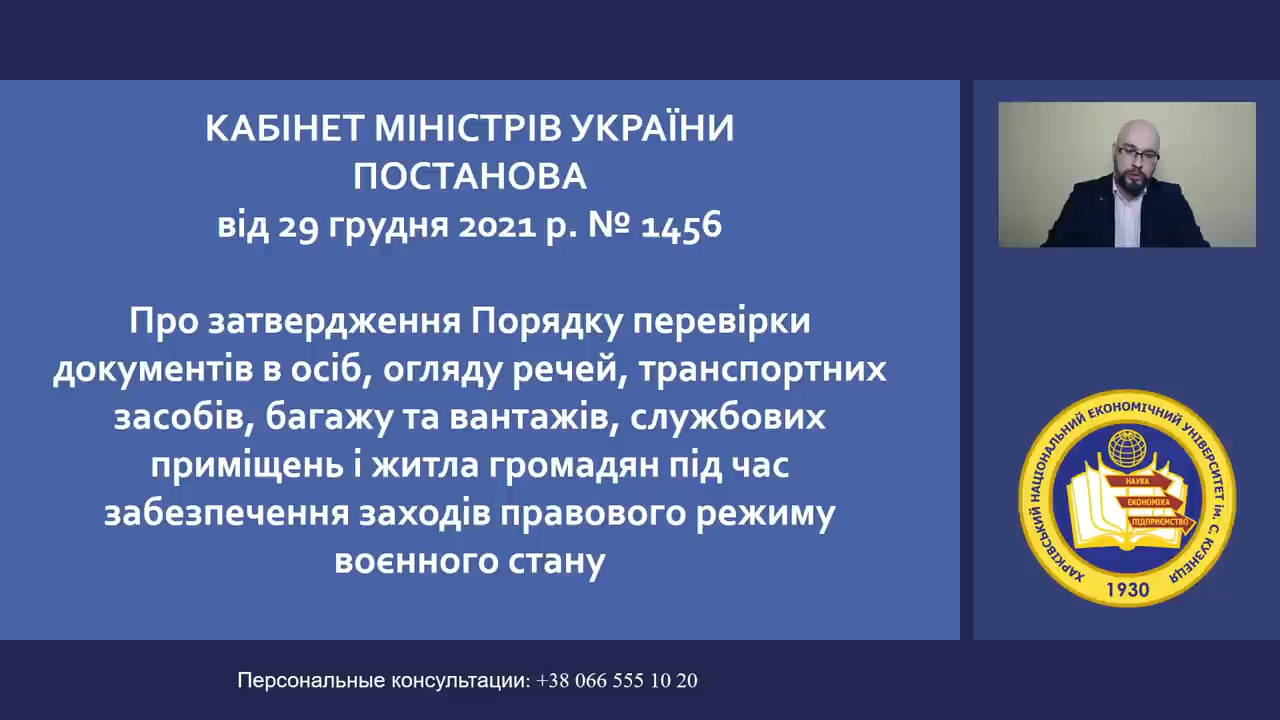 КАБІНЕТ МІНІСТРІВ УКРАЇНИ
ПОСТАНОВА
від 29 грудня 2021 р. № 1456
Про затвердження Порядку перевірки
документів в осіб, огляду речей, транспортних
засобів, багажу та вантажів, службових
приміщень і житла громадян під час
забезпечення заходів правового режиму
воєнного стану
ХАРКІВСЬКИЙ НАЦІОНАЛЬНИЙ ЕКОНОМІЧНИЙ УНІВЕРСИТЕТ ІМ. С. КУЗНЕЦЯ
НАУКА
ЕКОНОМІКА
ПІДПРИЄМСТВО
1930
Персональные консультации: +38 066 555 10 20